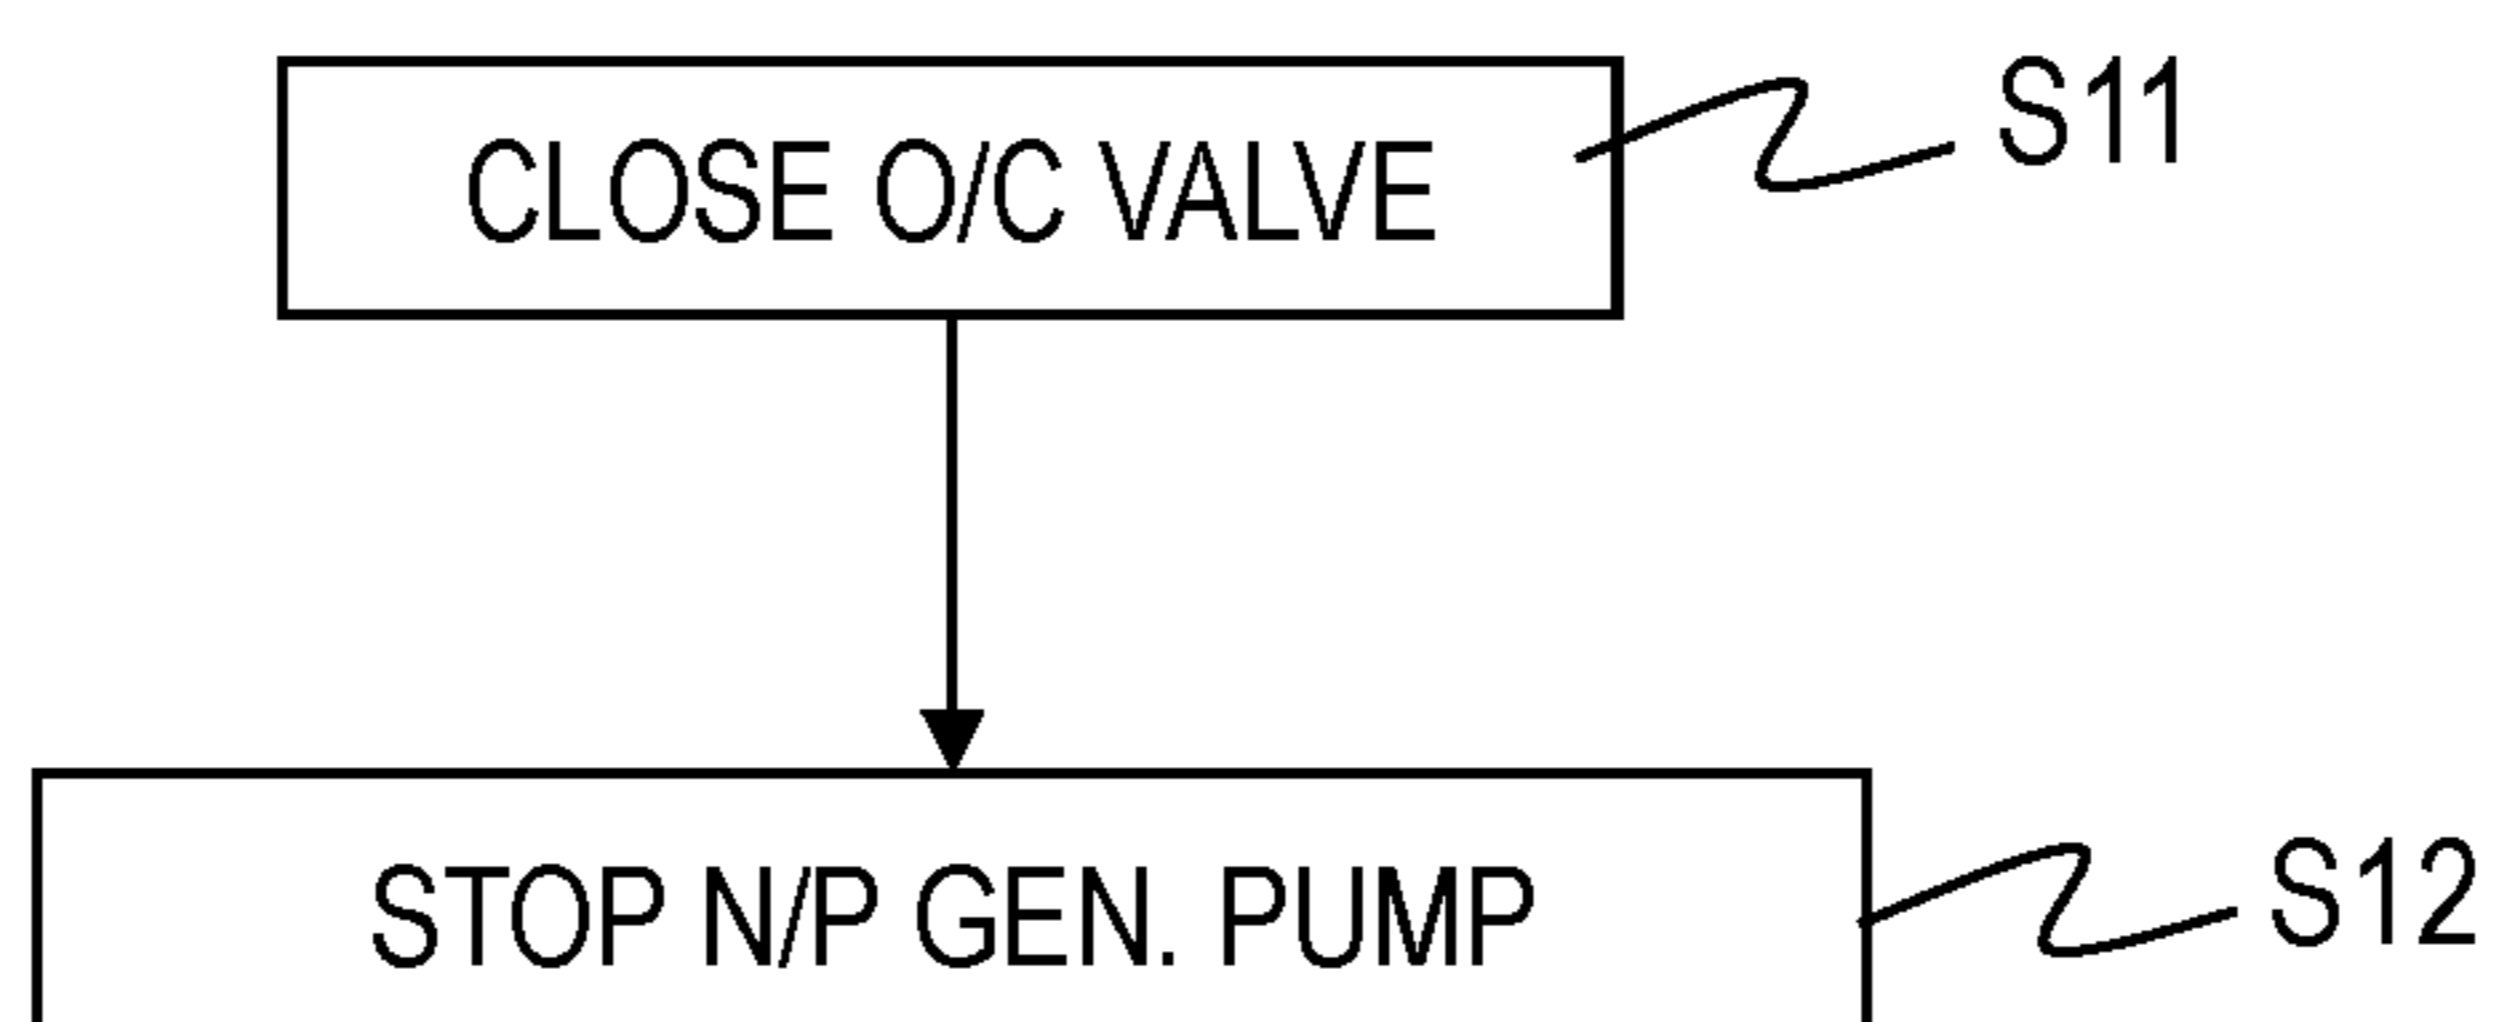 CLOSE O/C VALVE
S11
STOP N/P GEN. PUMP
S12